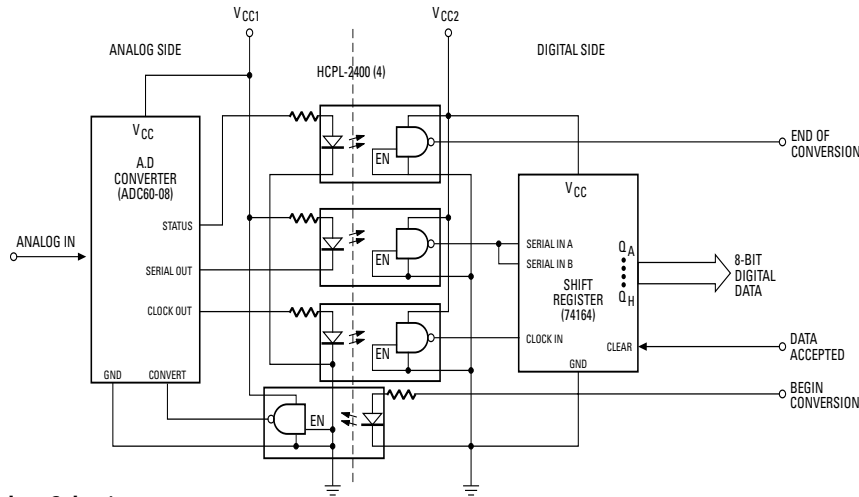 VCC1
VCC2
ANALOG SIDE
DIGITAL SIDE
HCPL-2400 (4)
VCC
A.D
CONVERTER
(ADC60-08)
STATUS
SERIAL OUT
CLOCK OUT
GND
CONVERT
ANALOG IN
EN
EN
EN
EN
VCC
SERIAL IN A
SERIAL IN B
SHIFT
REGISTER
(74164)
CLOCK IN
CLEAR
GND
QA
QH
END OF
CONVERSION
8-BIT
DIGITAL
DATA
DATA
ACCEPTED
BEGIN
CONVERSION